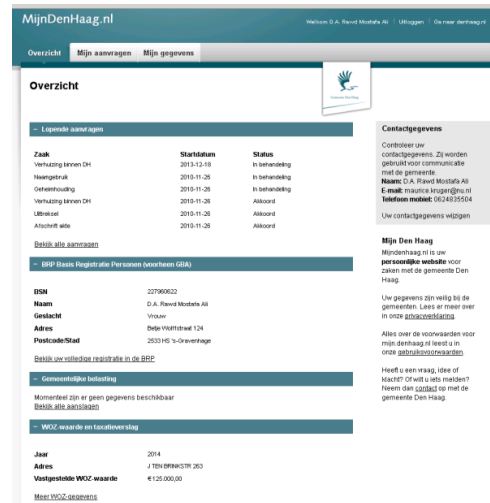 MijnDenHaag.nl
Welkom D.A. Rawd Mostafa Ali | Uitloggen | Ga naar denhaag.nl
Overzicht Mijn aanvragen Mijn gegevens
Overzicht
Gemeente Den Haag
– Lopende aanvragen
Zaak Startdatum Status
Verhuizing binnen DH 2013-12-18 In behandeling
Naamgebruik 2010-11-26 In behandeling
Geheimhouding 2010-11-26 In behandeling
Verhuizing binnen DH 2010-11-26 Akkoord
Uittreksel 2010-11-26 Akkoord
Afschrift akte 2010-11-26 Akkoord
Bekijk alle aanvragen
– BRP Basis Registratie Personen (voorheen GBA)
BSN 227960622
Naam D.A. Rawd Mostafa Ali
Geslacht Vrouw
Adres Betje Wolffstraat 124
Postcode/Stad 2533 HS 's-Gravenhage
Bekijk uw volledige registratie in de BRP
– Gemeentelijke belasting
Momenteel zijn er geen gegevens beschikbaar
Bekijk alle aanslagen
– WOZ-waarde en taxatieverslag
Jaar 2014
Adres J TEN BRINKSTR 263
Vastgestelde WOZ-waarde €125.000,00
Meer WOZ-gegevens
Contactgegevens
Controleer uw
contactgegevens. Zij worden
gebruikt voor communicatie
met de gemeente.
Naam: D.A. Rawd Mostafa Ali
E-mail: maurice.kruger@nu.nl
Telefoon mobiel: 0624835504
Uw contactgegevens wijzigen
Mijn Den Haag
Mijndenhaag.nl is uw
persoonlijke website voor
zaken met de gemeente Den
Haag.
Uw gegevens zijn veilig bij de
gemeenten. Lees er meer over
in onze privacyverklaring.
Alles over de voorwaarden voor
mijn.denhaag.nl leest u in
onze gebruiksvoorwaarden.
Heeft u een vraag, idee of
klacht? Of wilt u iets melden?
Neem dan contact op met de
gemeente Den Haag.